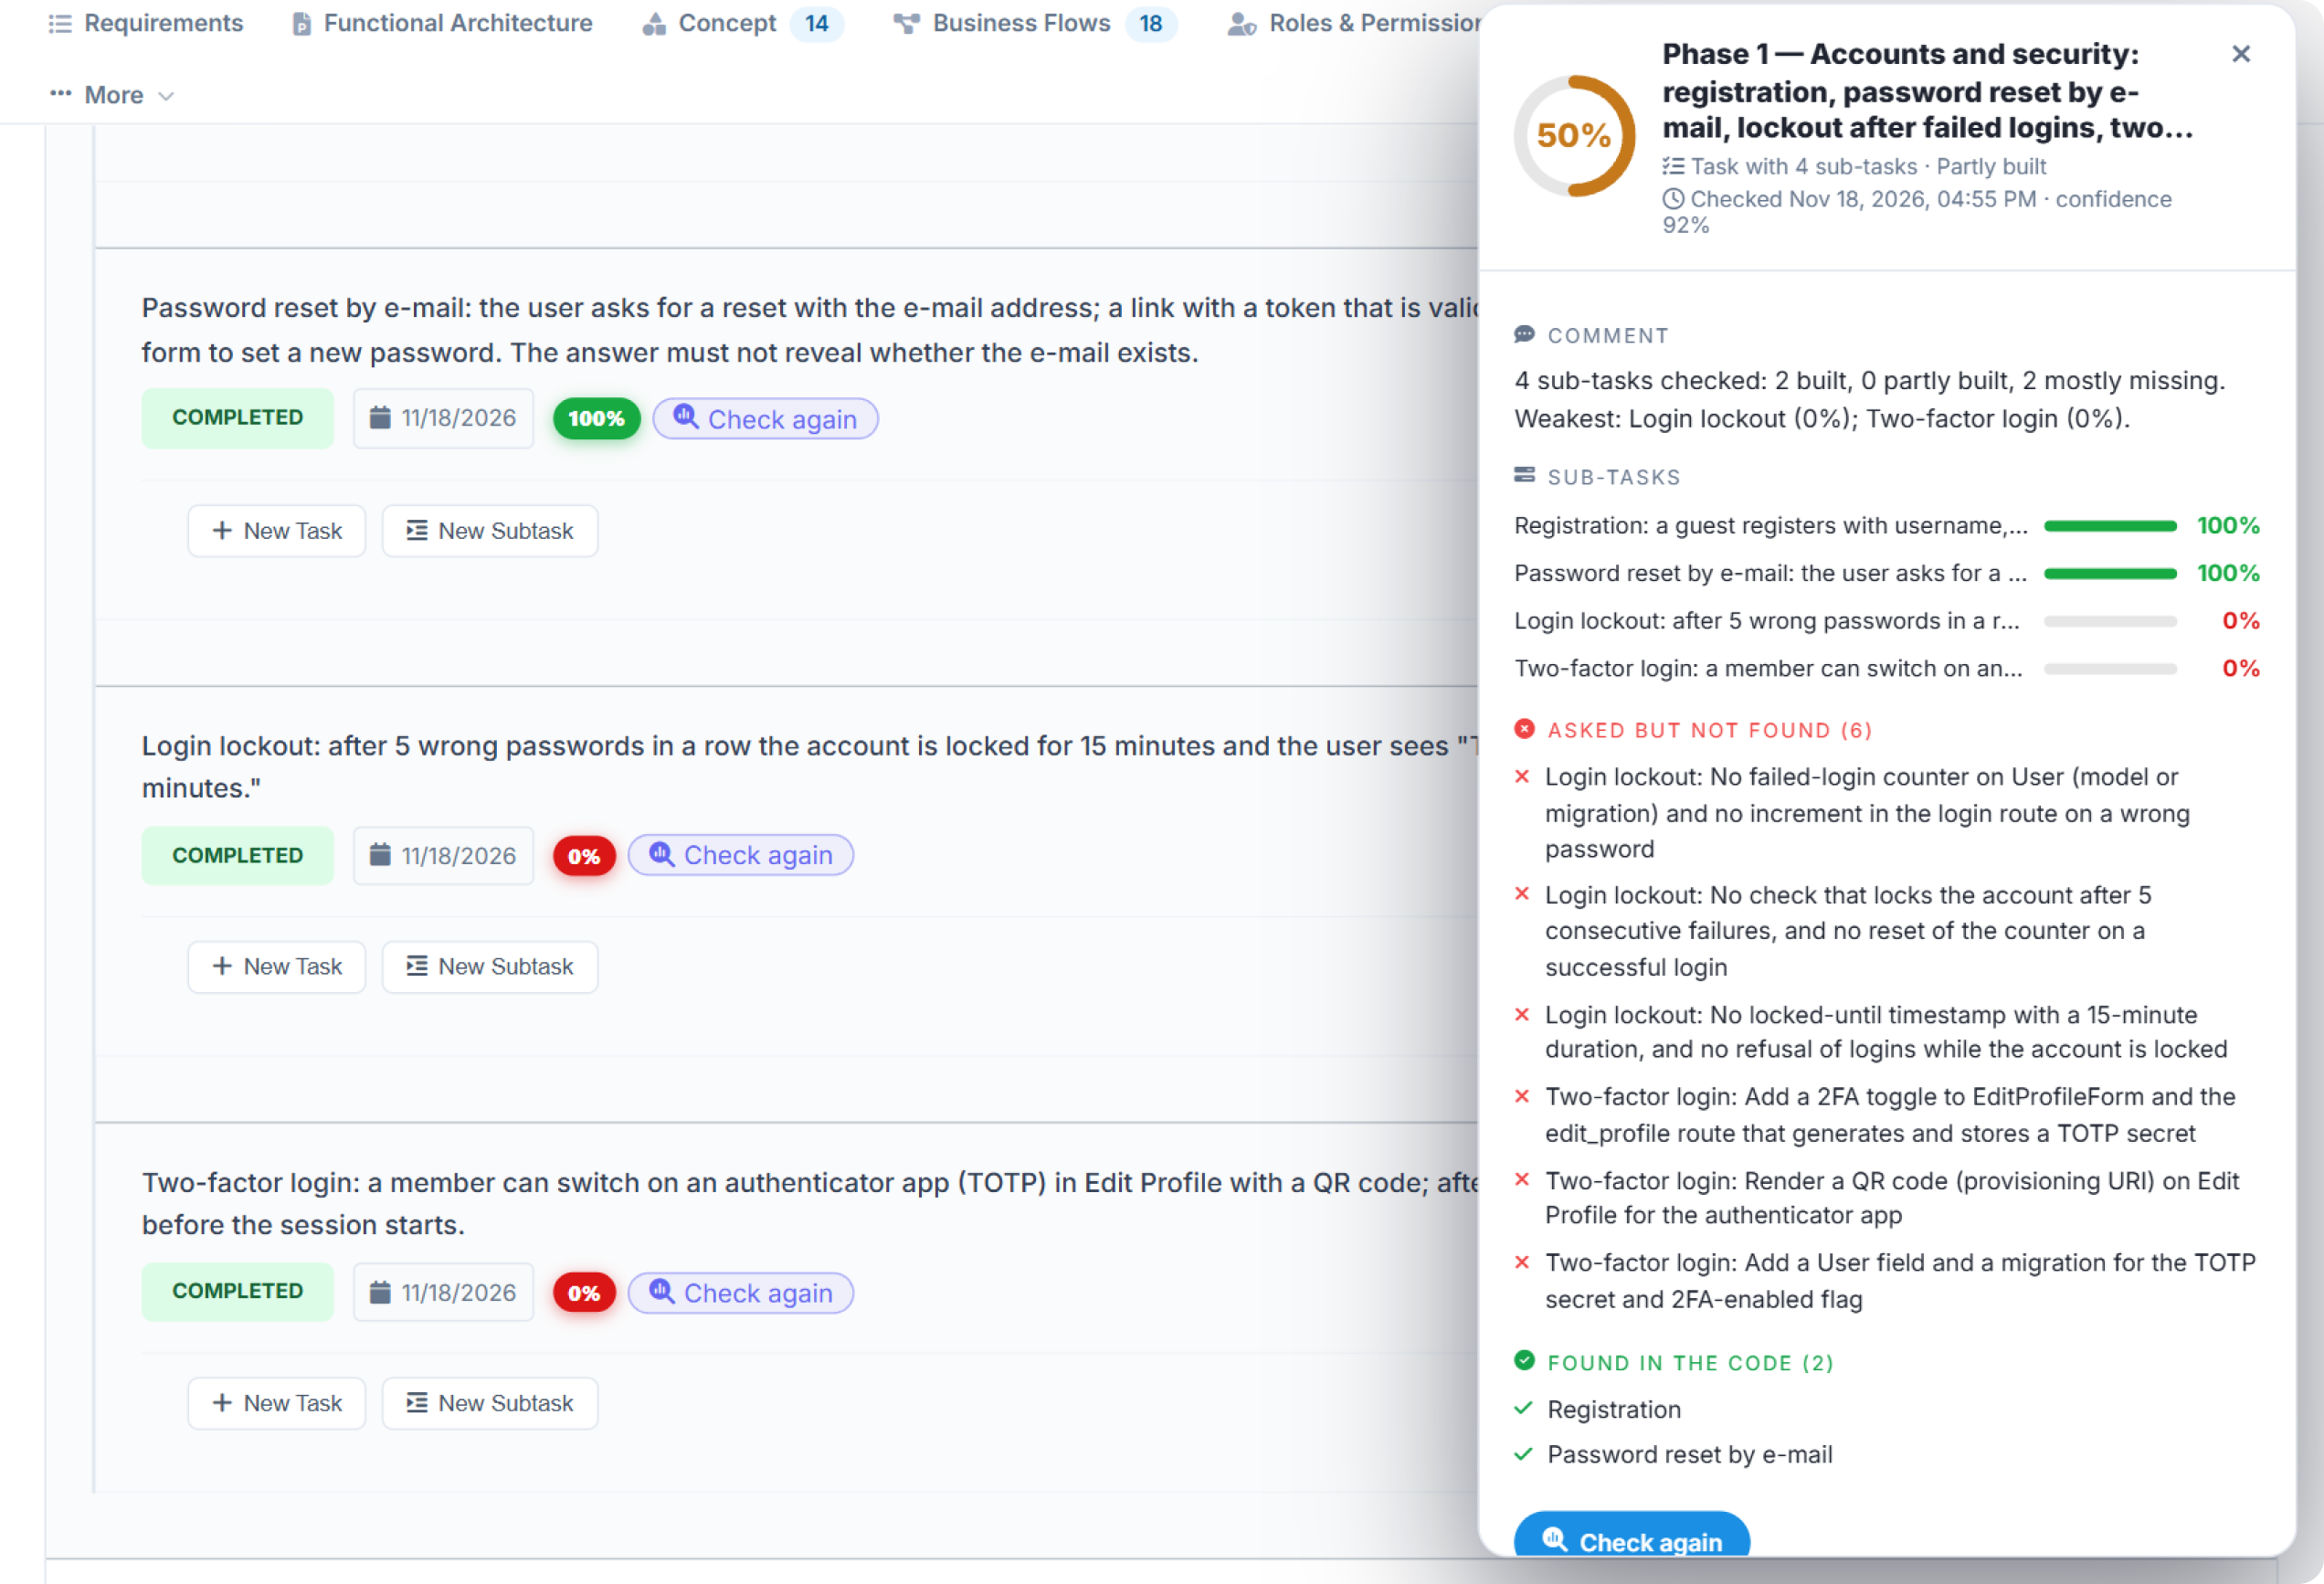 Requirements
Functional Architecture
Concept 14
Business Flows 18
Roles &
More
Password reset by e-mail: the user asks for a reset with the e-mail address; a link with a token that is
form to set a new password. The answer must not reveal whether the e-mail exists.
COMPLETED
11/18/2026
100%
Check again
New Task
New Subtask
Login lockout: after 5 wrong passwords in a row the account is locked for 15 minutes and the user sees "
minutes."
COMPLETED
11/18/2026
0%
Check again
New Task
New Subtask
Two-factor login: a member can switch on an authenticator app (TOTP) in Edit Profile with a QR code;
before the session starts.
COMPLETED
11/18/2026
0%
Check again
New Task
New Subtask
Phase 1 — Accounts and security:
registration, password reset by e-
mail, lockout after failed logins, two...
50%
Task with 4 sub-tasks · Partly built
Checked Nov 18, 2026, 04:55 PM · confidence
92%
COMMENT
4 sub-tasks checked: 2 built, 0 partly built, 2 mostly missing.
Weakest: Login lockout (0%); Two-factor login (0%).
SUB-TASKS
Registration: a guest registers with username,... 100%
Password reset by e-mail: the user asks for a ... 100%
Login lockout: after 5 wrong passwords in a r... 0%
Two-factor login: a member can switch on an... 0%
ASKED BUT NOT FOUND (6)
Login lockout: No failed-login counter on User (model or
migration) and no increment in the login route on a wrong
password
Login lockout: No check that locks the account after 5
consecutive failures, and no reset of the counter on a
successful login
Login lockout: No locked-until timestamp with a 15-minute
duration, and no refusal of logins while the account is locked
Two-factor login: Add a 2FA toggle to EditProfileForm and the
edit_profile route that generates and stores a TOTP secret
Two-factor login: Render a QR code (provisioning URI) on Edit
Profile for the authenticator app
Two-factor login: Add a User field and a migration for the TOTP
secret and 2FA-enabled flag
FOUND IN THE CODE (2)
Registration
Password reset by e-mail
Check again